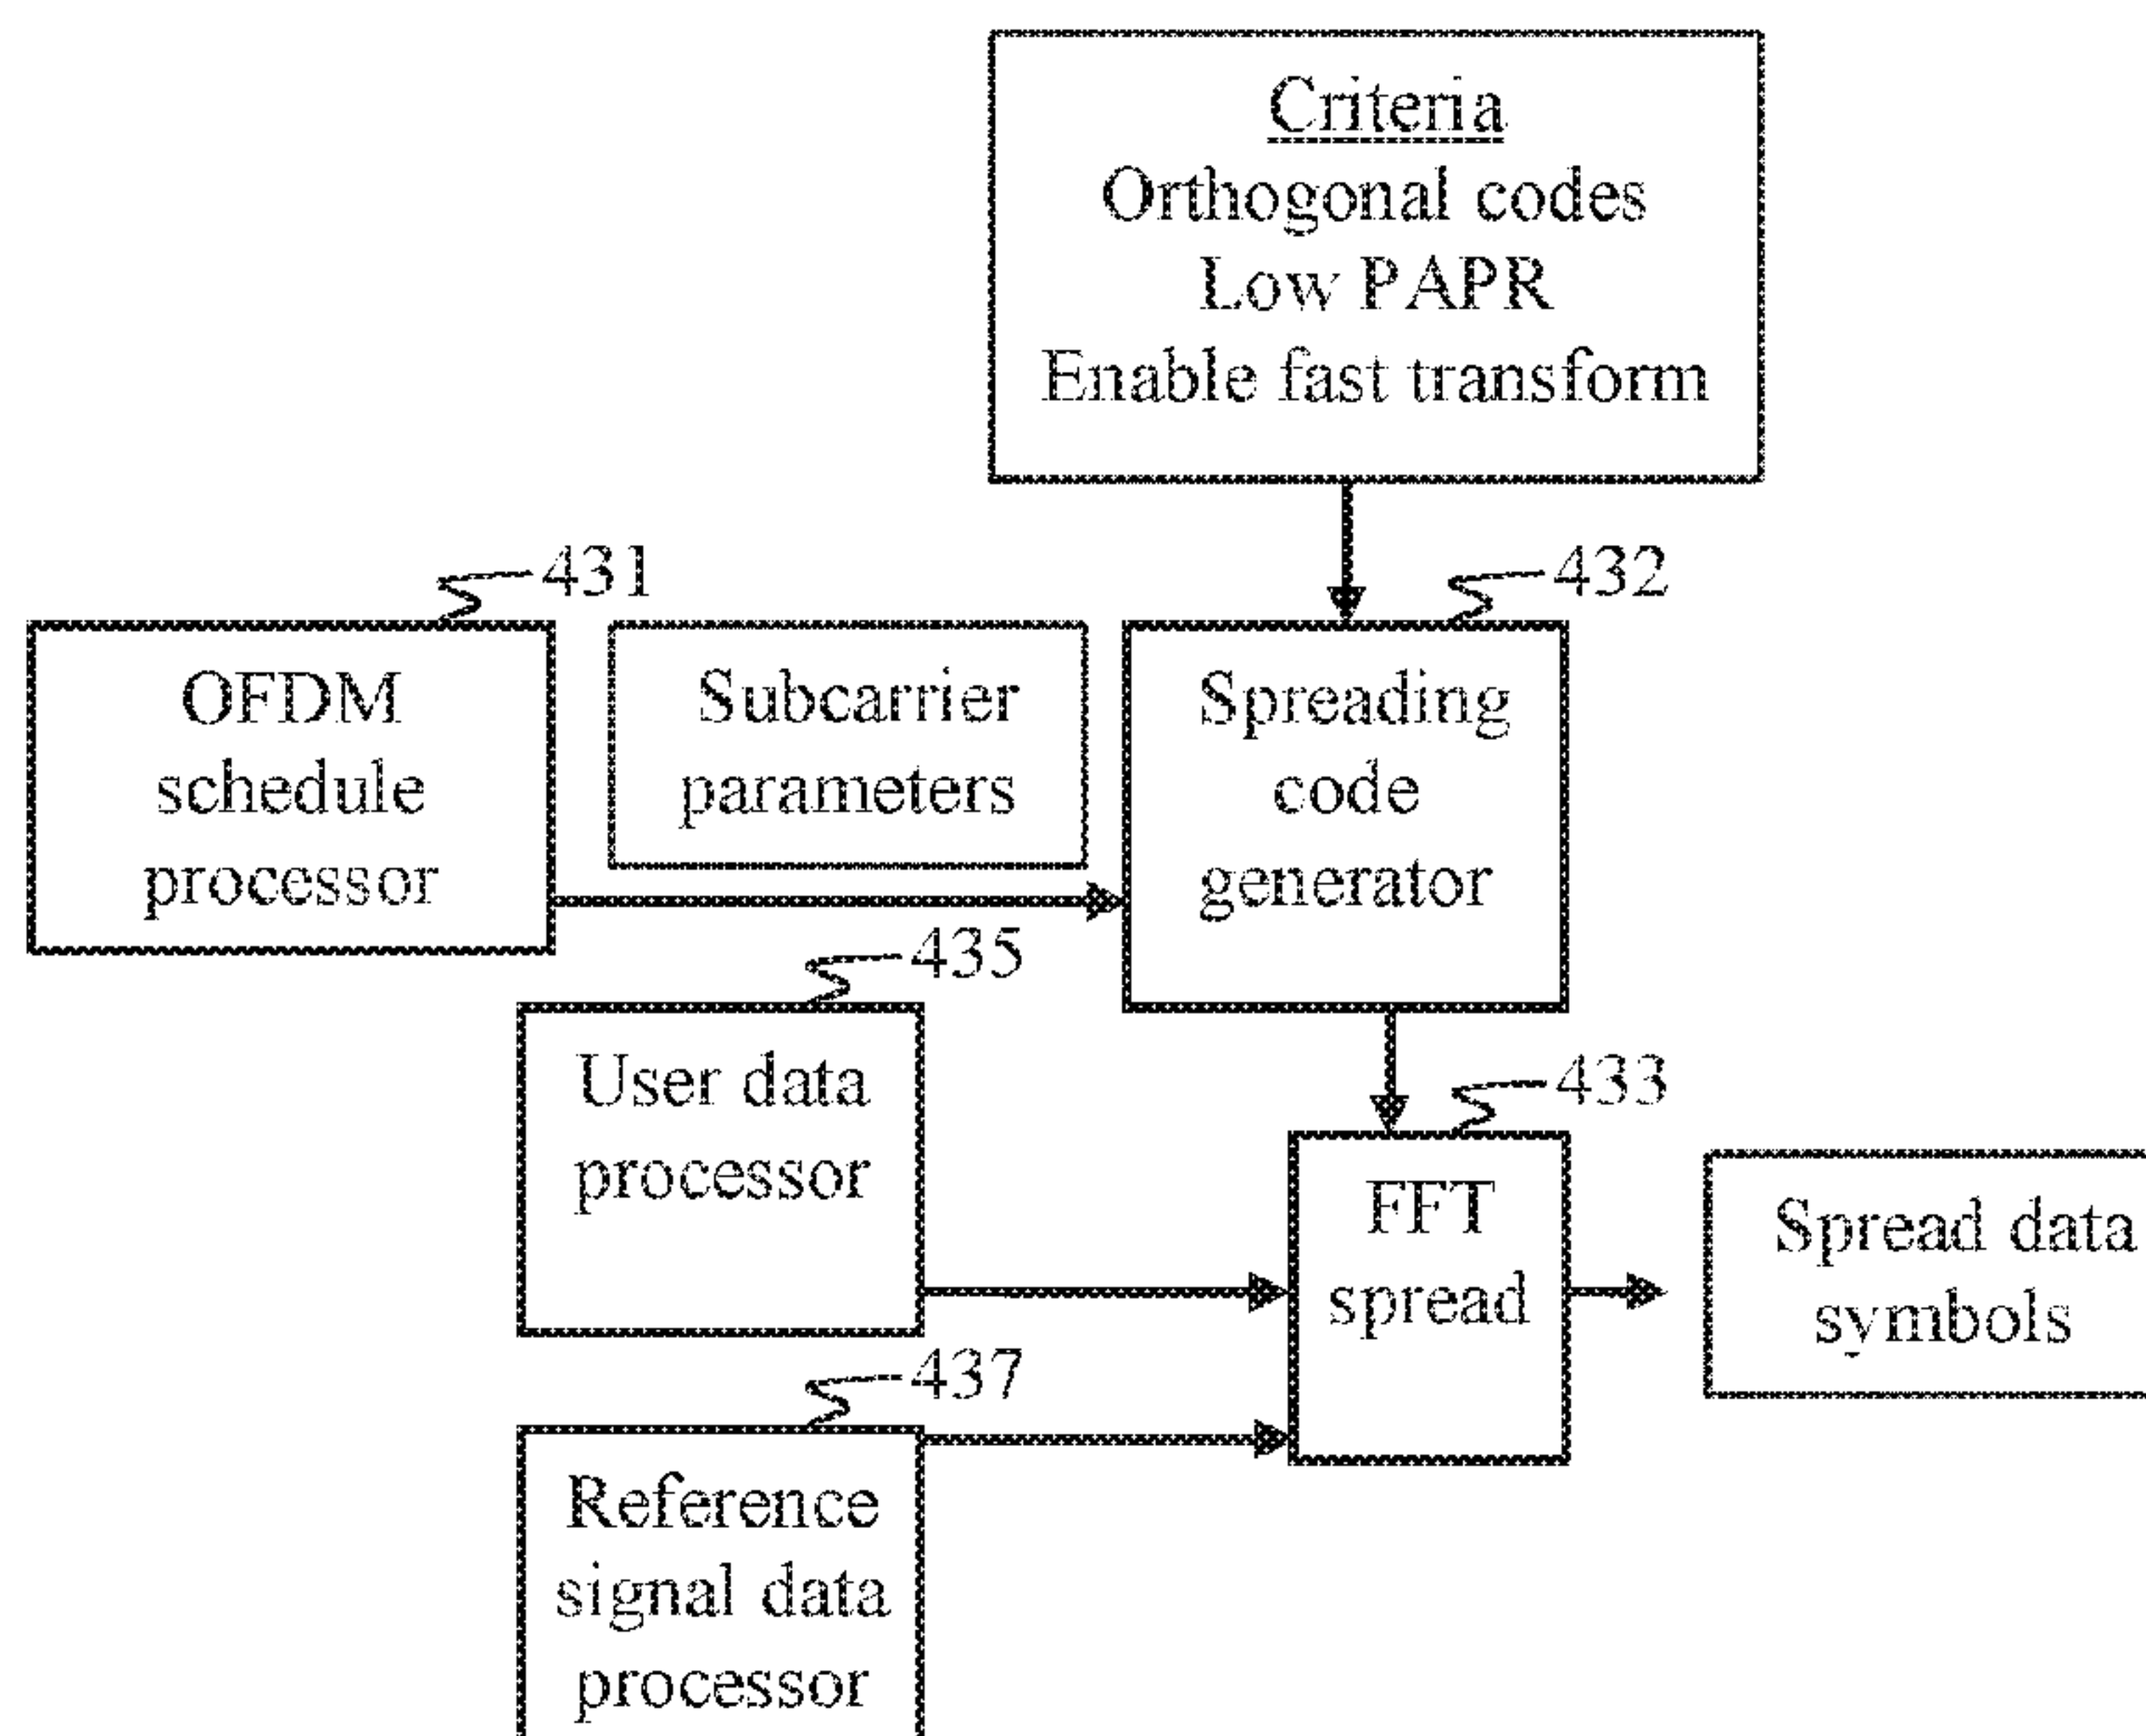 Criteria
Orthogonal codes
Low PAPR
Enable fast transform
431
432
OFDM
schedule
processor
Subcarrier
parameters
Spreading
code
generator
435
User data
processor
433
FFT
spread
Spread data
symbols
437
Reference
signal data
processor